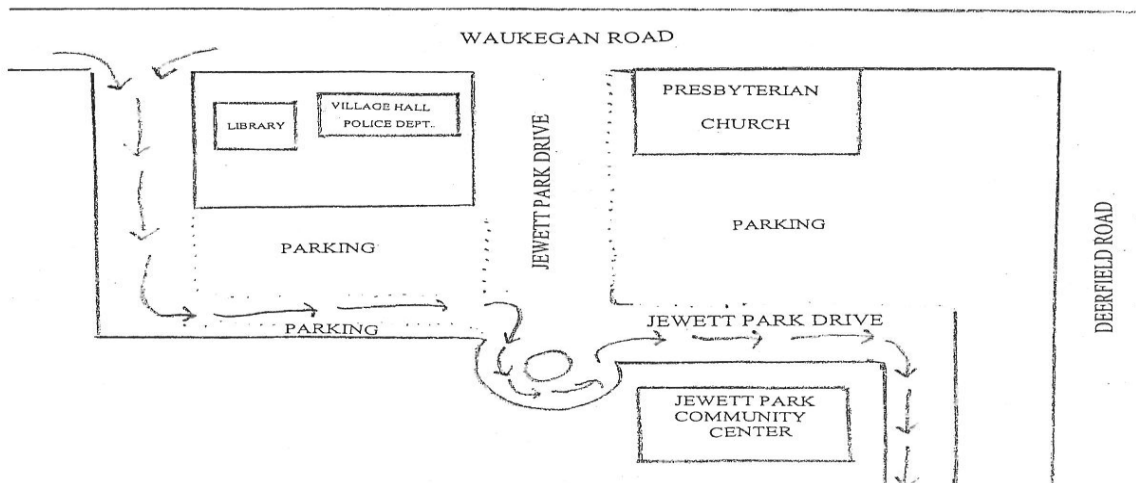 WAUKEGAN ROAD
LIBRARY
VILLAGE HALL
POLICE DEPT..
JEWETT PARK DRIVE
PRESBYTERIAN
CHURCH
PARKING
PARKING
DEERFIELD ROAD
PARKING
JEWETT PARK DRIVE
JEWETT PARK
COMMUNITY
CENTER